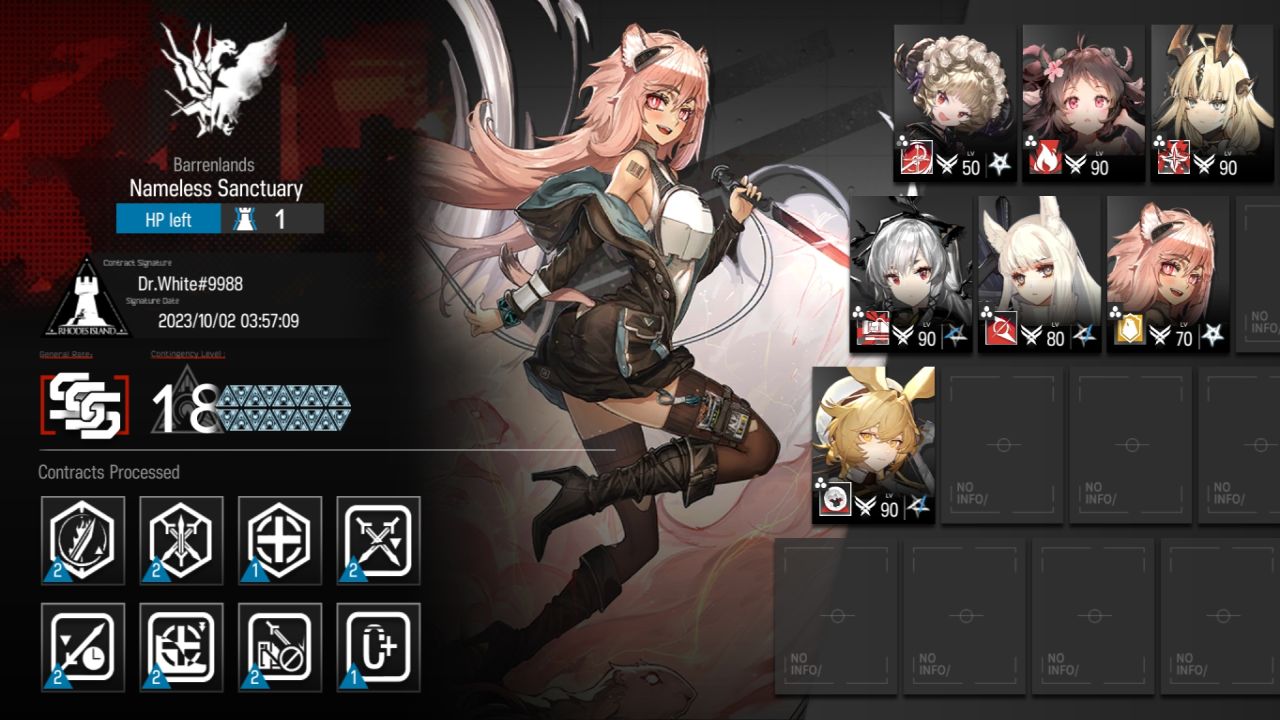 Barrenlands
Nameless Sanctuary
HP left 1
Contract Signature
Dr.White#9988
Signature Date
2023/10/02 03:57:09
RHODES ISLAND
General Rate:
Contingency Level:
SSS
18
Contracts Processed
2 2 1 2
2 2 2 1
LV 50 LV 90 LV 90
LV 90 LV 80 LV 70
NO
INFO/
LV 90
NO
INFO/
NO
INFO/
NO
INFO/
NO
INFO/
NO
INFO/
NO
INFO/
NO
INFO/